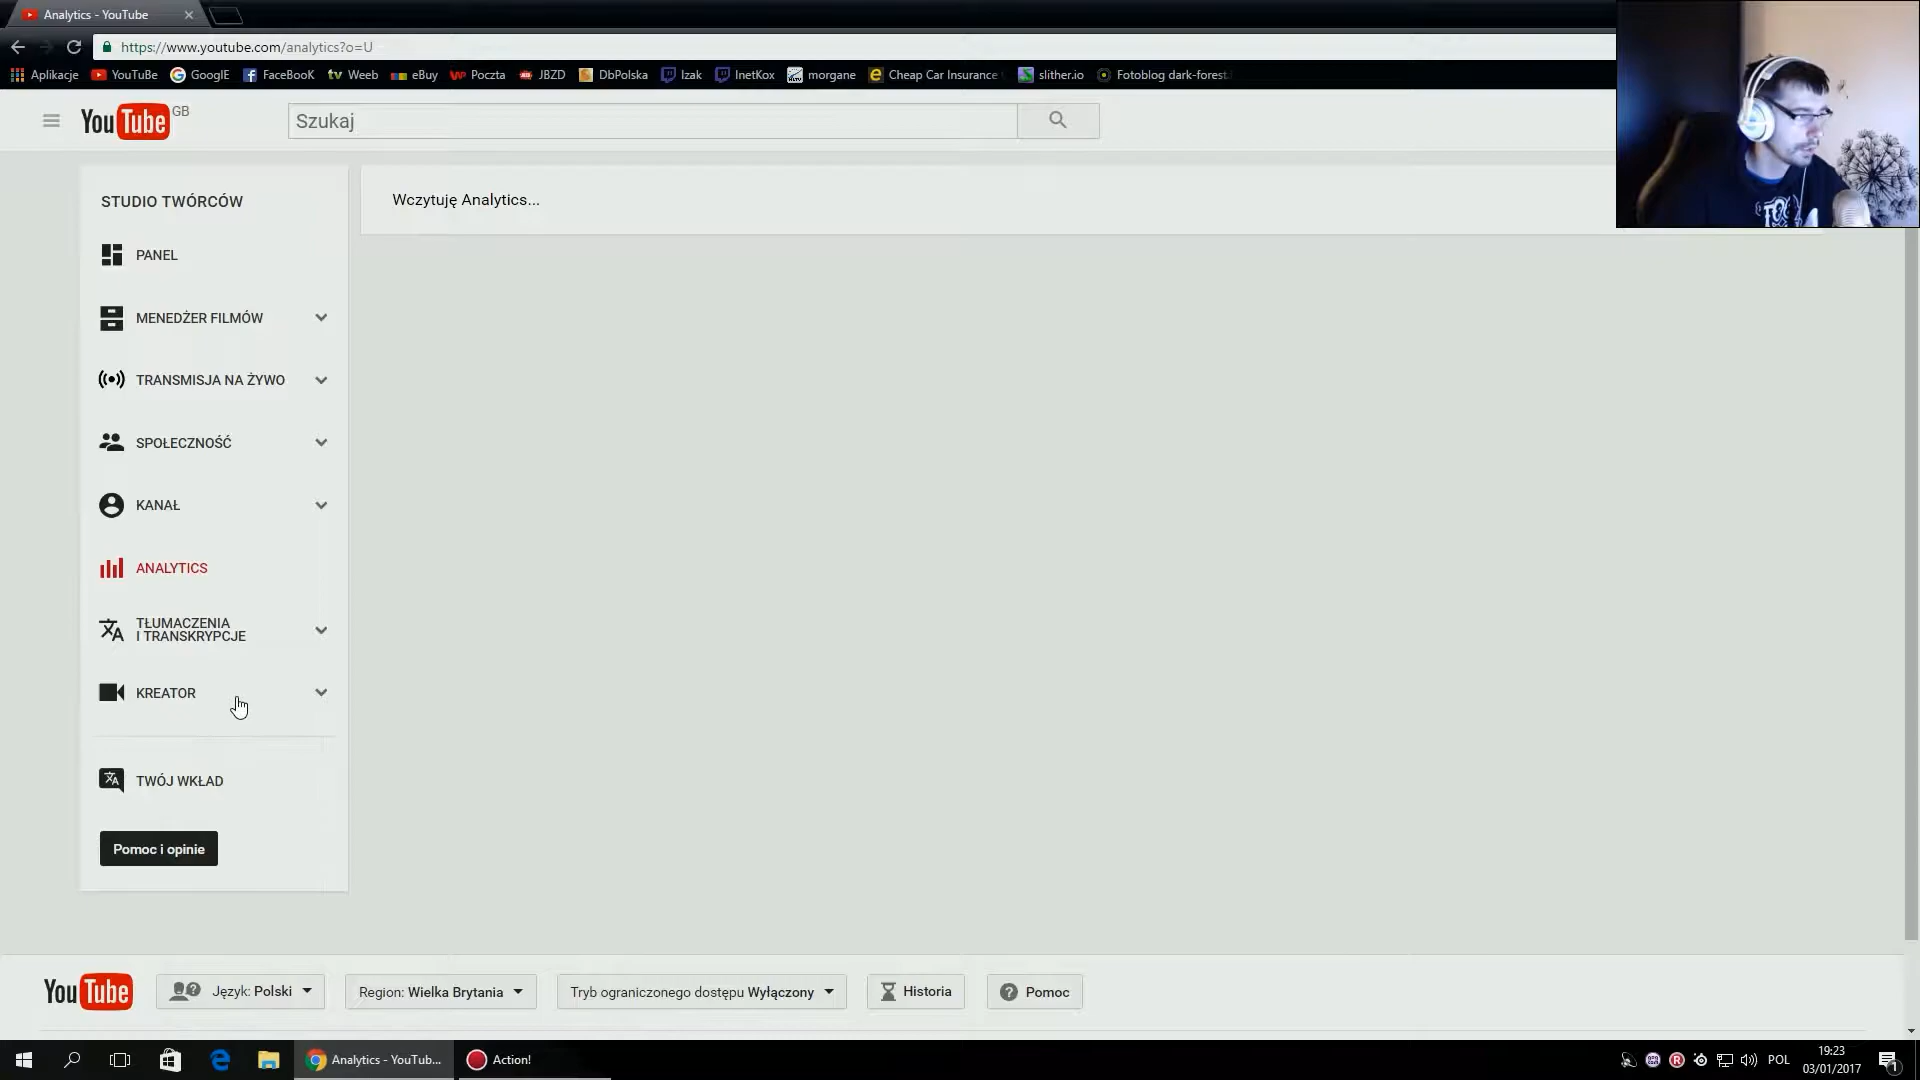 Analytics - YouTube
https://www.youtube.com/analytics?o=U
Aplikacje YouTuBe GooglE FaceBooK tv Weeb eBuy Poczta JBZD DbPolska Izak InetKox morgane Cheap Car Insurance slither.io Fotoblog dark-forest
YouTube GB
Szukaj
STUDIO TWÓRCÓW
Wczytuję Analytics...
PANEL
MENEDŻER FILMÓW
TRANSMISJA NA ŻYWO
SPOŁECZNOŚĆ
KANAŁ
ANALYTICS
TŁUMACZENIA
I TRANSKRYPCJE
KREATOR
TWÓJ WKŁAD
Pomoc i opinie
YouTube Język: Polski Region: Wielka Brytania Tryb ograniczonego dostępu Wyłączony Historia Pomoc
Analytics - YouTub... Action! POL 19:23
03/01/2017